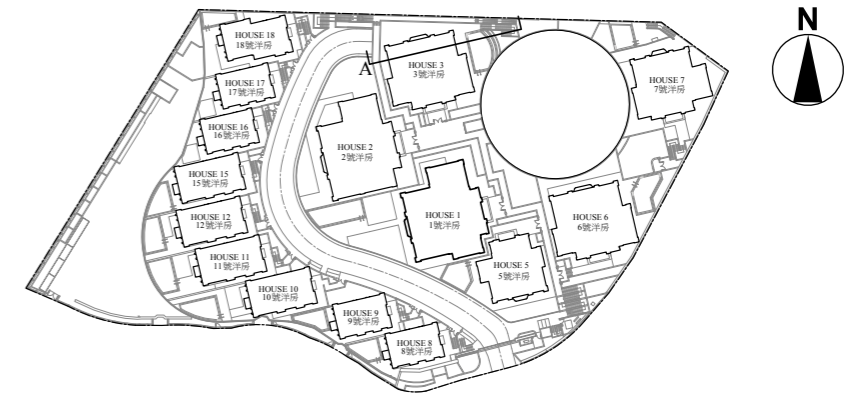 N
HOUSE 18
18號洋房
HOUSE 17
17號洋房
HOUSE 16
16號洋房
HOUSE 15
15號洋房
HOUSE 12
12號洋房
HOUSE 11
11號洋房
HOUSE 10
10號洋房
HOUSE 9
9號洋房
HOUSE 8
8號洋房
A
HOUSE 3
3號洋房
HOUSE 2
2號洋房
HOUSE 1
1號洋房
HOUSE 5
5號洋房
HOUSE 6
6號洋房
HOUSE 7
7號洋房